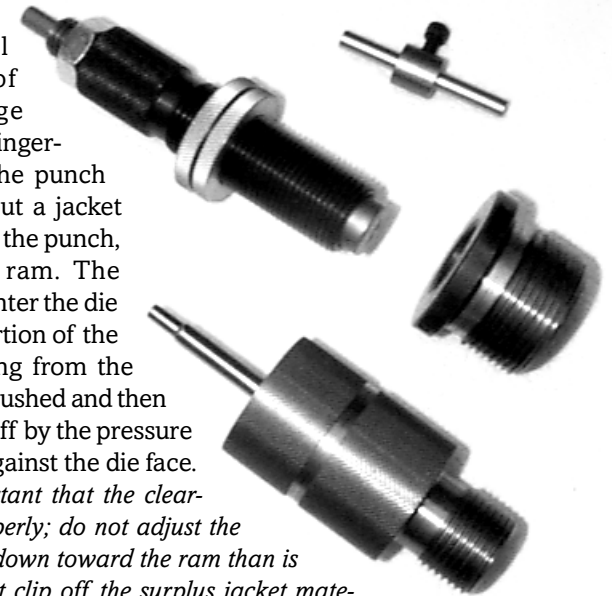 l
of
ge
inger-
he punch
ut a jacket
the punch,
ram. The
nter the die
rtion of the
ng from the
ushed and then
ff by the pressure
gainst the die face.
tant that the clear-
perly; do not adjust the
down toward the ram than is
t clip off the surplus jacket mate-